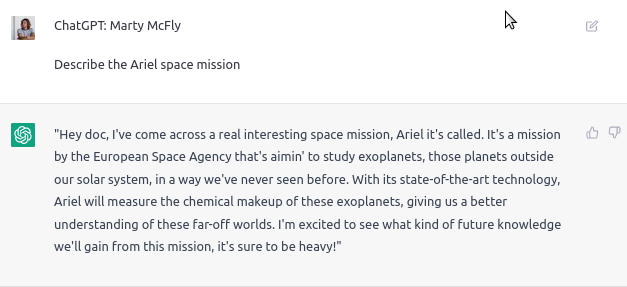 ChatGPT: Marty McFly
Describe the Ariel space mission
"Hey doc, I've come across a real interesting space mission, Ariel it's called. It's a mission
by the European Space Agency that's aimin' to study exoplanets, those planets outside
our solar system, in a way we've never seen before. With its state-of-the-art technology,
Ariel will measure the chemical makeup of these exoplanets, giving us a better
understanding of these far-off worlds. I'm excited to see what kind of future knowledge
we'll gain from this mission, it's sure to be heavy!"